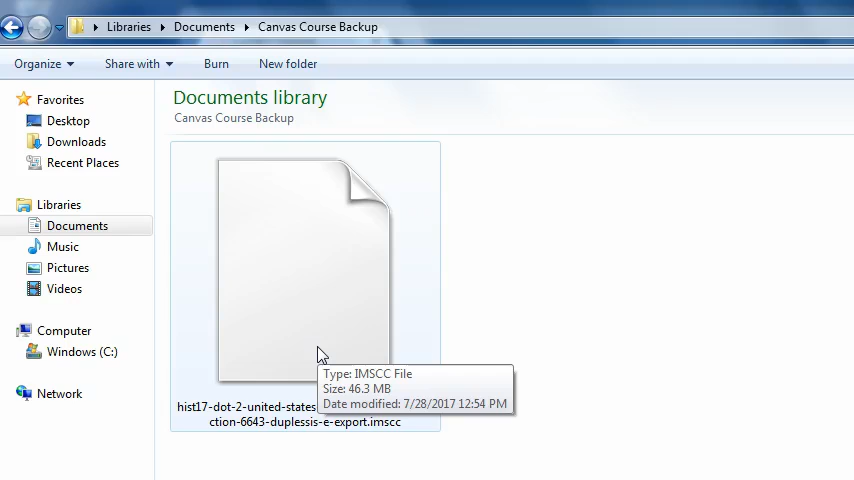 Libraries Documents Canvas Course Backup
Organize Share with Burn New folder
Favorites
Desktop
Downloads
Recent Places
Libraries
Documents
Music
Pictures
Videos
Computer
Windows (C:)
Network
Documents library
Canvas Course Backup
Type: IMSCC File
Size: 46.3 MB
Date modified: 7/28/2017 12:54 PM
hist17-dot-2-united-states
ction-6643-duplessis-e-export.imscc